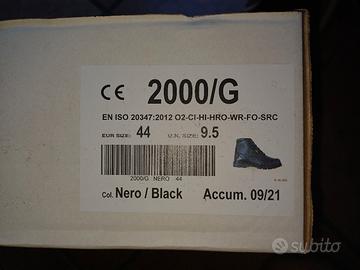 CE 2000/G
EN ISO 20347:2012 O2-CI-HI-HRO-WR-FO-SRC
EUR SIZE: 44 U.K. SIZE: 9.5
2000/G NERO 44
Col. Nero / Black Accum. 09/21
subito